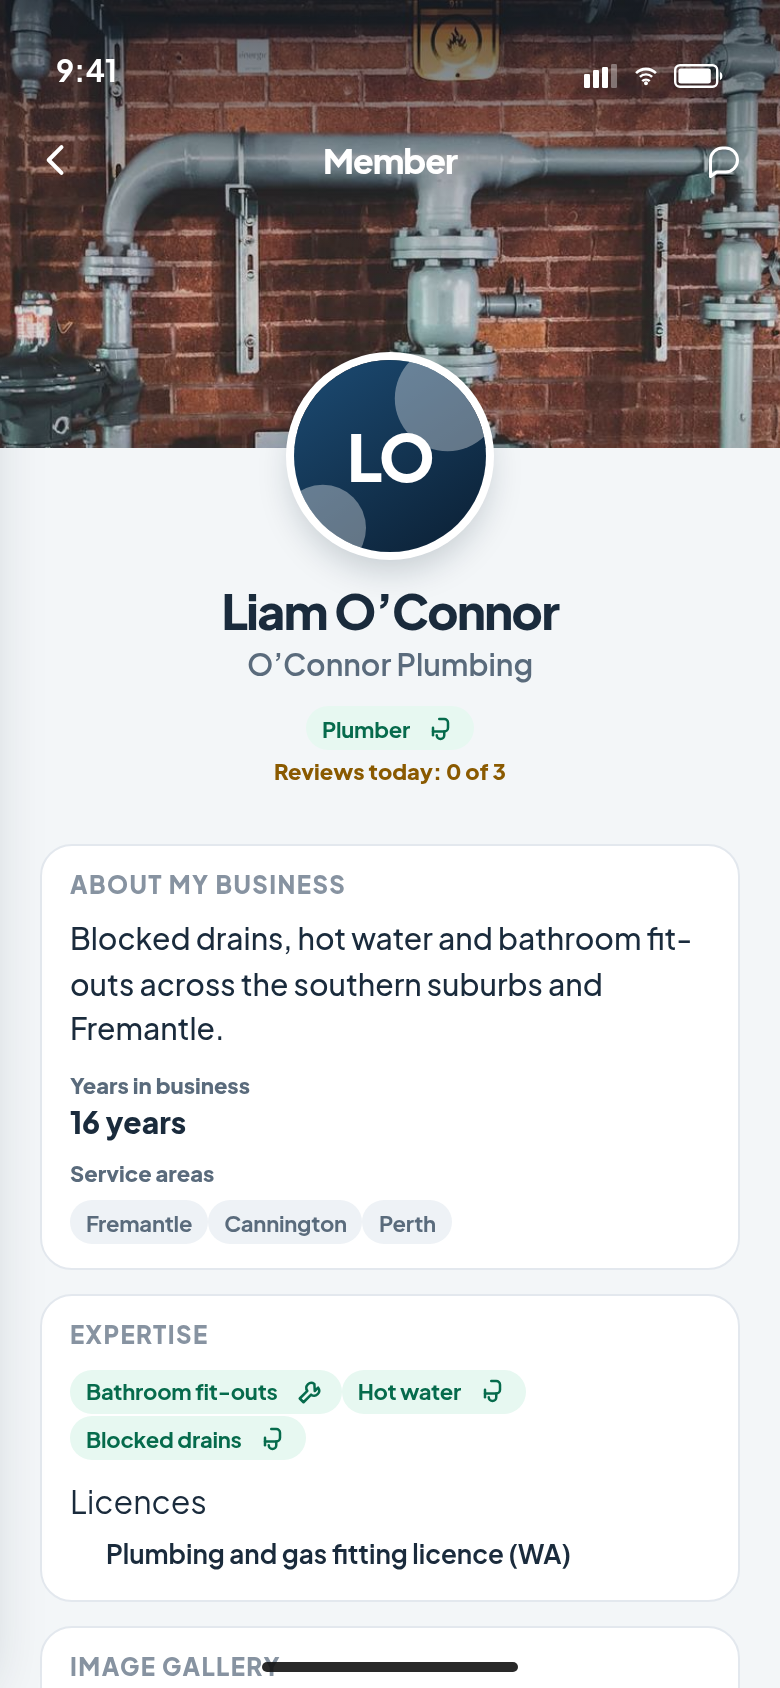 9:41
Member
LO
Liam O’Connor
O’Connor Plumbing
Plumber
Reviews today: 0 of 3
ABOUT MY BUSINESS
Blocked drains, hot water and bathroom fit-
outs across the southern suburbs and
Fremantle.
Years in business
16 years
Service areas
Fremantle Cannington Perth
EXPERTISE
Bathroom fit-outs Hot water
Blocked drains
Licences
Plumbing and gas fitting licence (WA)
IMAGE GALLERY